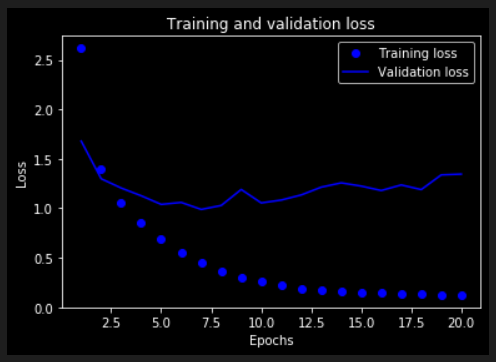 Training and validation loss
Training loss
Validation loss
2.5
2.0
1.5
1.0
0.5
0.0
Loss
2.5 5.0 7.5 10.0 12.5 15.0 17.5 20.0
Epochs